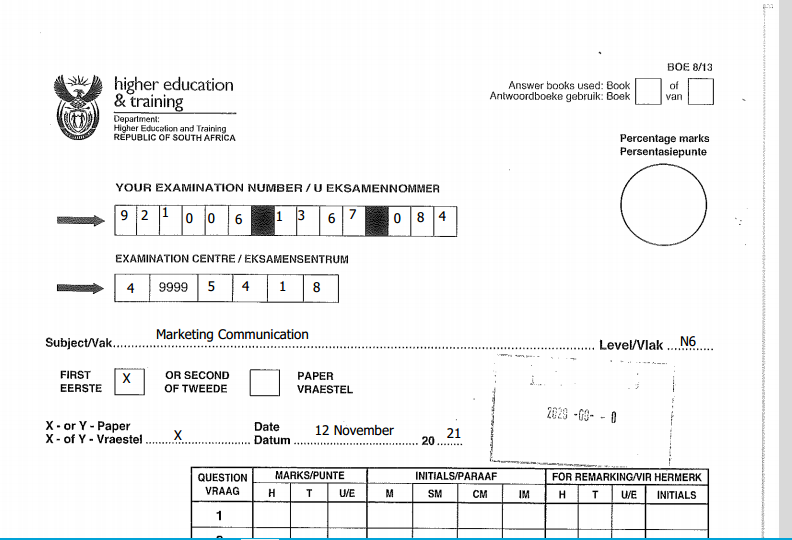 BOE 8/13
higher education
& training
Department:
Higher Education and Training
REPUBLIC OF SOUTH AFRICA
Answer books used: Book of
Antwoordboeke gebruik: Boek van
Percentage marks
Persentasiepunte
YOUR EXAMINATION NUMBER / U EKSAMENNOMMER
9 2 1 0 0 6 1 3 6 7 0 8 4
EXAMINATION CENTRE / EKSAMENSENTRUM
4 9999 5 4 1 8
Subject/Vak Marketing Communication Level/Vlak N6
FIRST X OR SECOND PAPER
EERSTE OF TWEEDE VRAESTEL
X - or Y - Paper Date
X - of Y - Vraestel X Datum 12 November 20 21
QUESTION MARKS/PUNTE INITIALS/PARAAF FOR REMARKING/VIR HERMERK
VRAAG H T U/E M SM CM IM H T U/E INITIALS
1